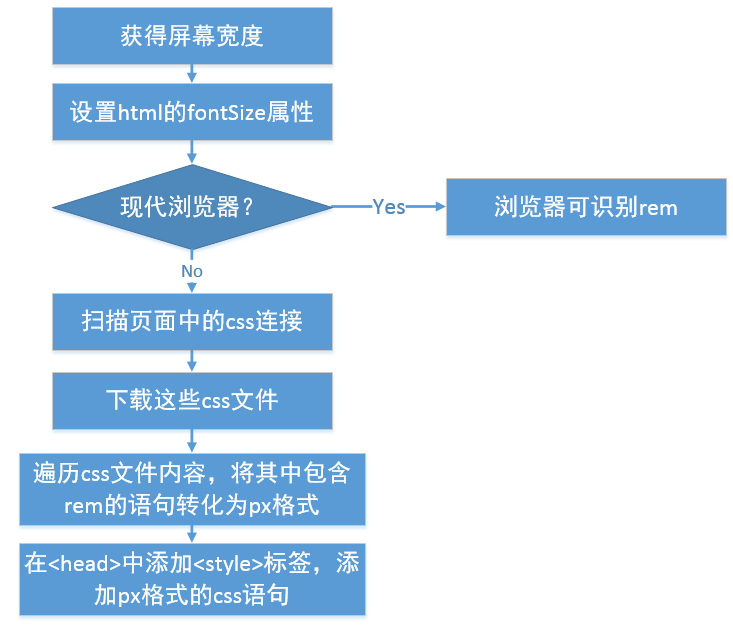 获得屏幕宽度
设置html的fontSize属性
现代浏览器？
Yes
浏览器可识别rem
No
扫描页面中的css连接
下载这些css文件
遍历css文件内容，将其中包含
rem的语句转化为px格式
在<head>中添加<style>标签，添
加px格式的css语句